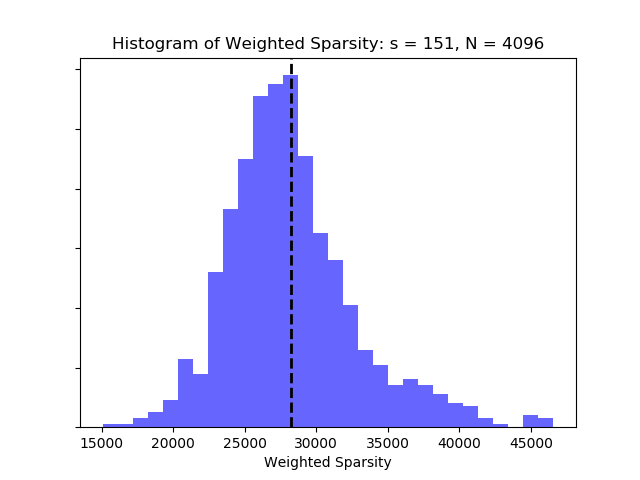 Histogram of Weighted Sparsity: s = 151, N = 4096
15000 20000 25000 30000 35000 40000 45000
Weighted Sparsity